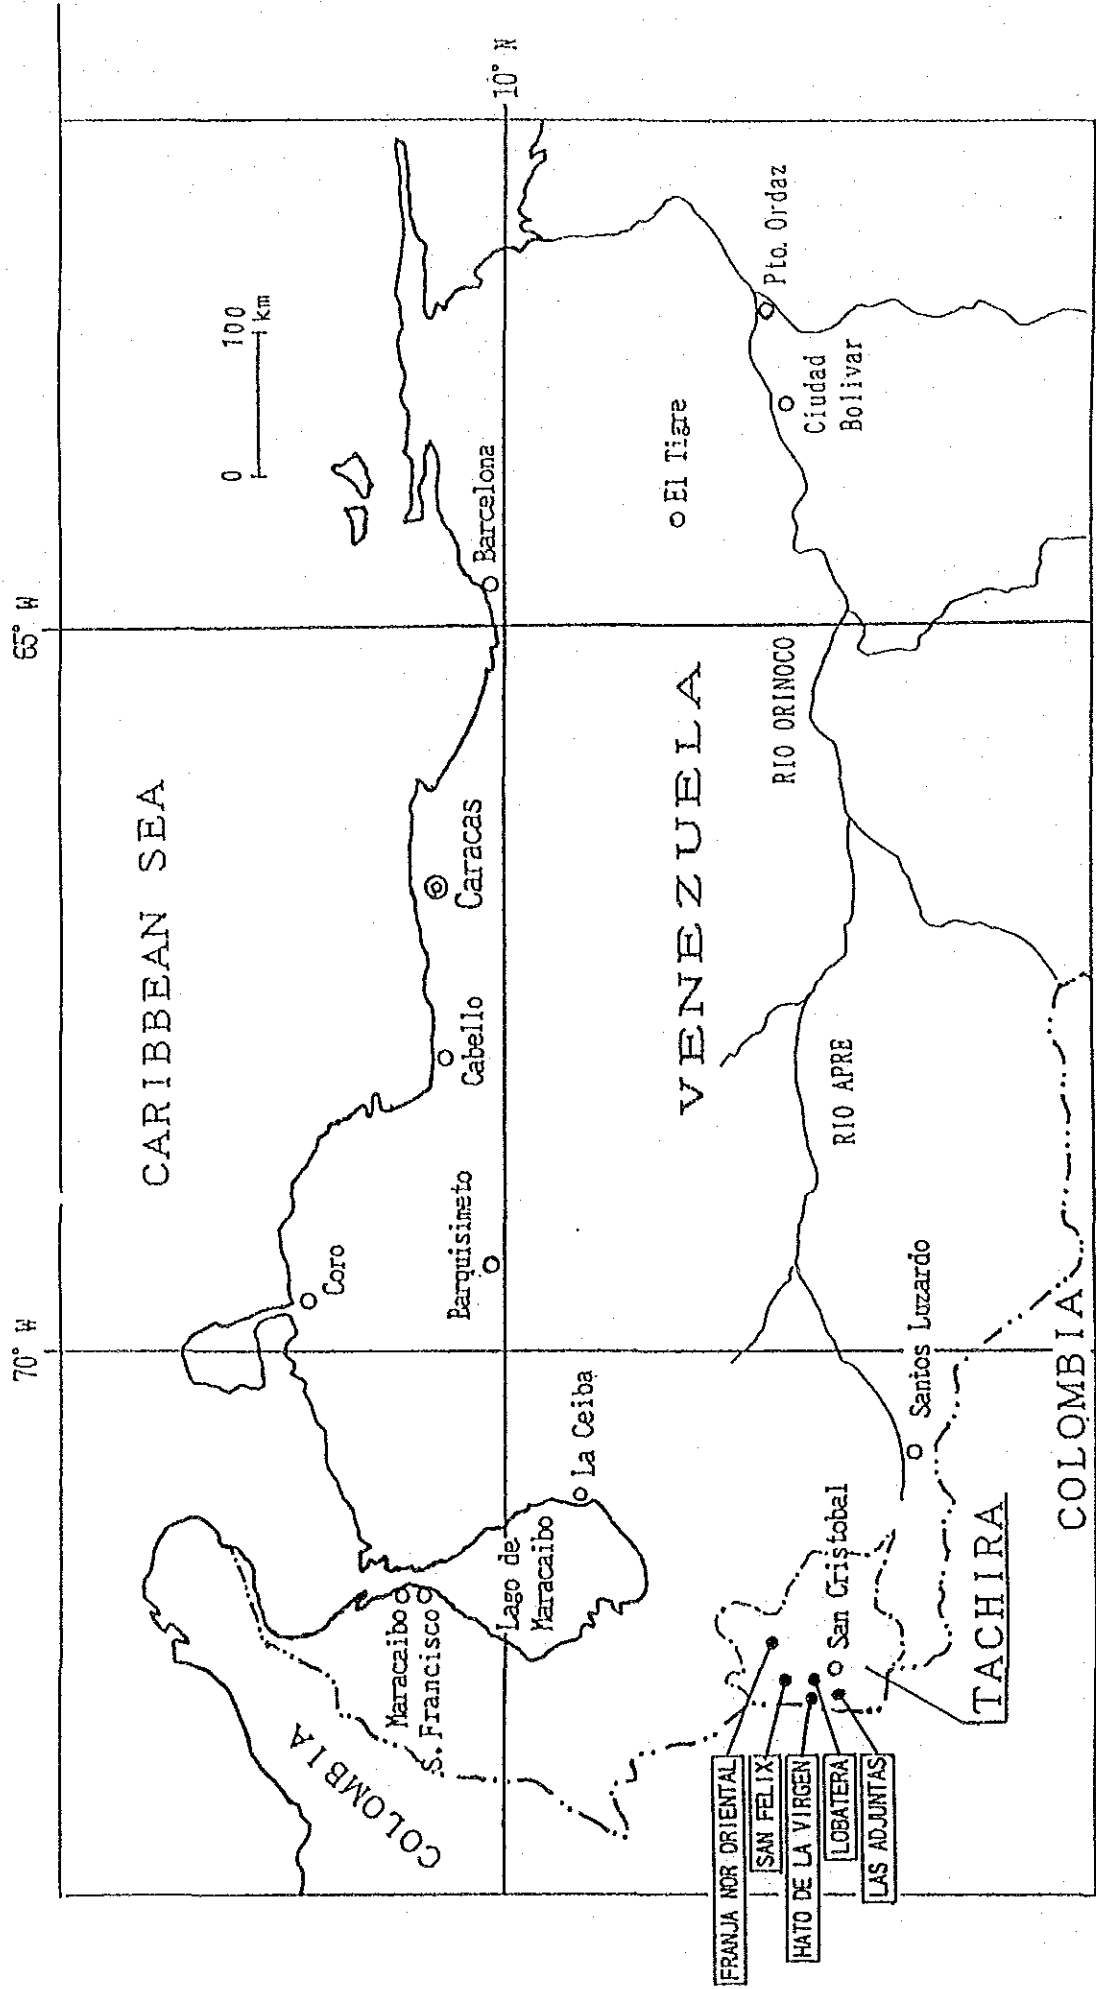 70° W
65° W
CARIBBEAN SEA
0 100
km
10° N
COLOMBIA
Coro
Maracaibo
S. Francisco
Lago de
Maracaibo
La Ceiba
Barquisimeto
Cabello
Caracas
Barcelona
El Tigre
Pto. Ordaz
Ciudad
Bolivar
VENEZUELA
RIO ORINOCO
RIO APRE
Santos Luzardo
San Cristobal
TACHIRA
COLOMBIA
FRANJA NOR ORIENTAL
SAN FELIX
HATO DE LA VIRGEN
LOBATERA
LAS ADJUNTAS